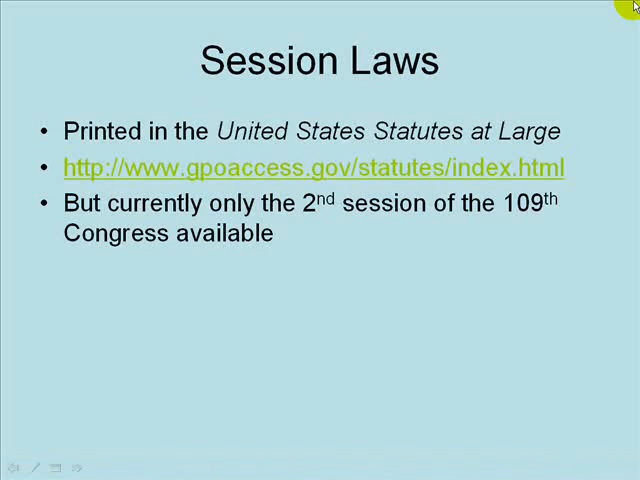 Session Laws
• Printed in the United States Statutes at Large
• http://www.gpoaccess.gov/statutes/index.html
• But currently only the 2nd session of the 109th
Congress available